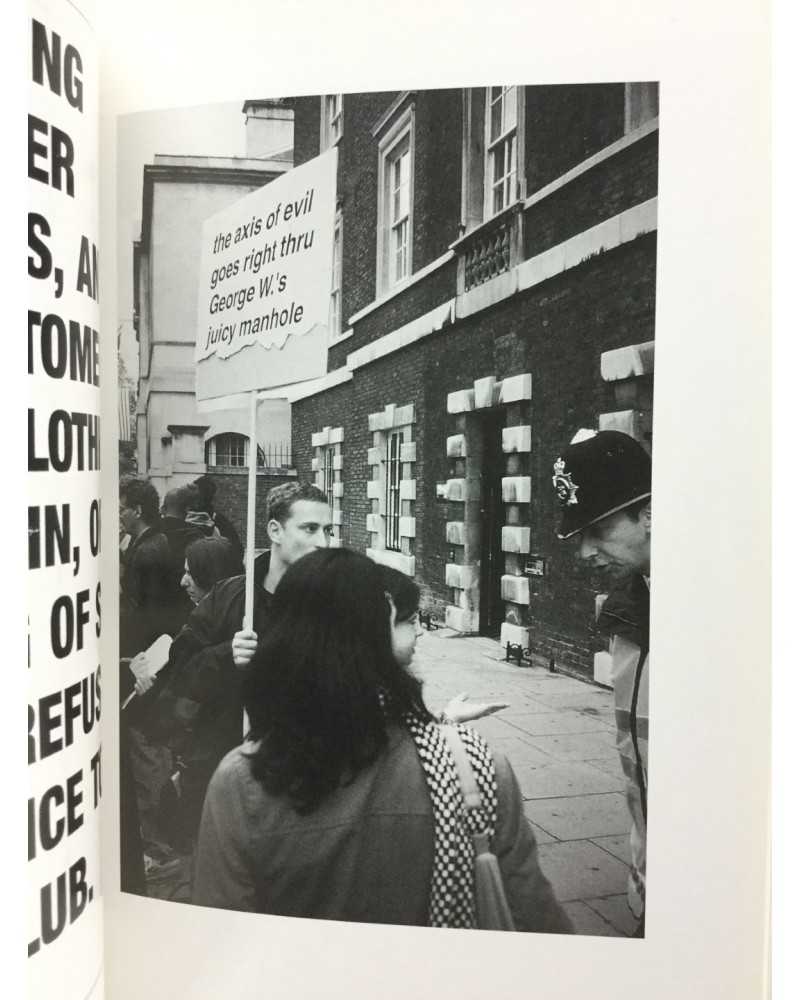 NG
ER
S, AN
TOME
LOTH
IN, O
G OF S
REFUS
ICE TO
LUB.
the axis of evil
goes right thru
George W.'s
juicy manhole